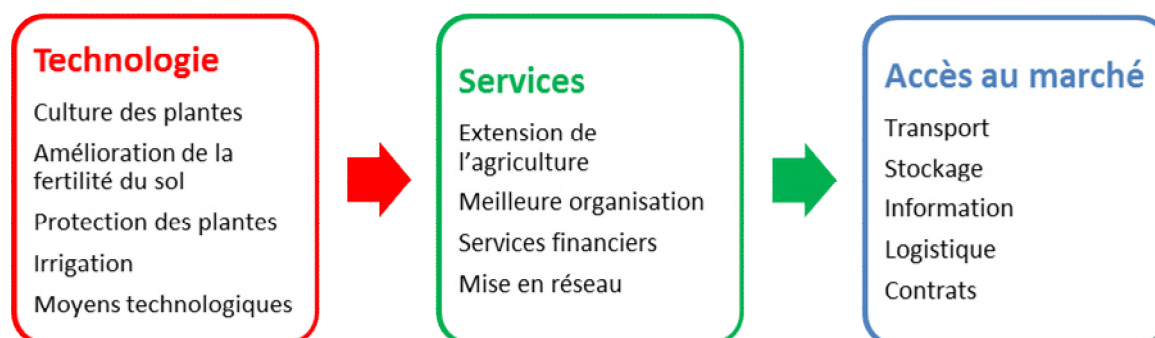 Technologie
Culture des plantes
Amélioration de la
fertilité du sol
Protection des plantes
Irrigation
Moyens technologiques
Services
Extension de
l’agriculture
Meilleure organisation
Services financiers
Mise en réseau
Accès au marché
Transport
Stockage
Information
Logistique
Contrats